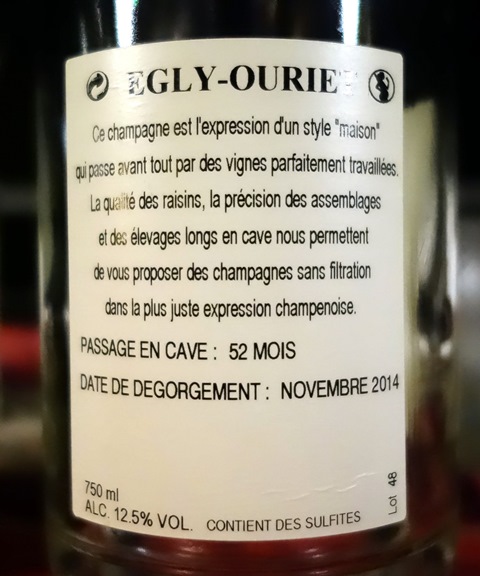 EGLY-OURIET
Ce champagne est l'expression d'un style "maison"
qui passe avant tout par des vignes parfaitement travaillées.
La qualité des raisins, la précision des assemblages
et des élevages longs en cave nous permettent
de vous proposer des champagnes sans filtration
dans la plus juste expression champenoise.
PASSAGE EN CAVE : 52 MOIS
DATE DE DEGORGEMENT : NOVEMBRE 2014
750 ml
ALC. 12.5% VOL. CONTIENT DES SULFITES
Lot 48